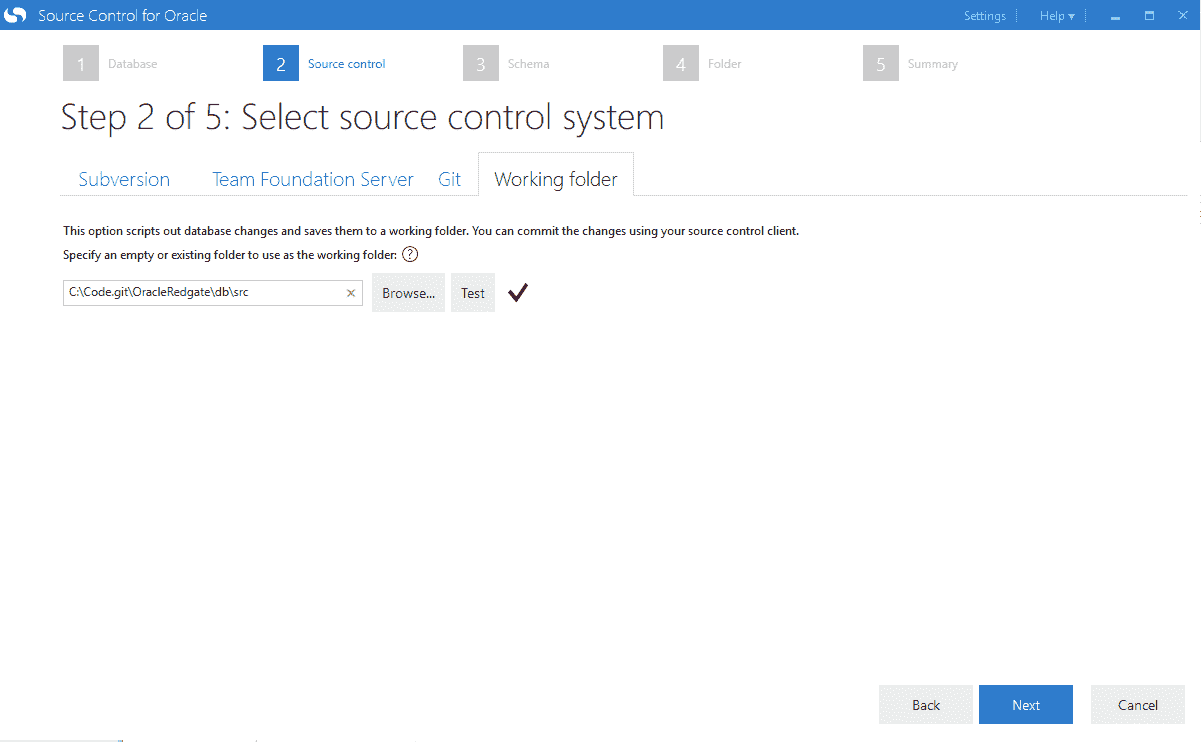 Source Control for Oracle
Settings Help ▾
1 Database 2 Source control 3 Schema 4 Folder 5 Summary
Step 2 of 5: Select source control system
Subversion Team Foundation Server Git Working folder
This option scripts out database changes and saves them to a working folder. You can commit the changes using your source control client.
Specify an empty or existing folder to use as the working folder: ?
C:\Code.git\OracleRedgate\db\src Browse... Test
Back Next Cancel